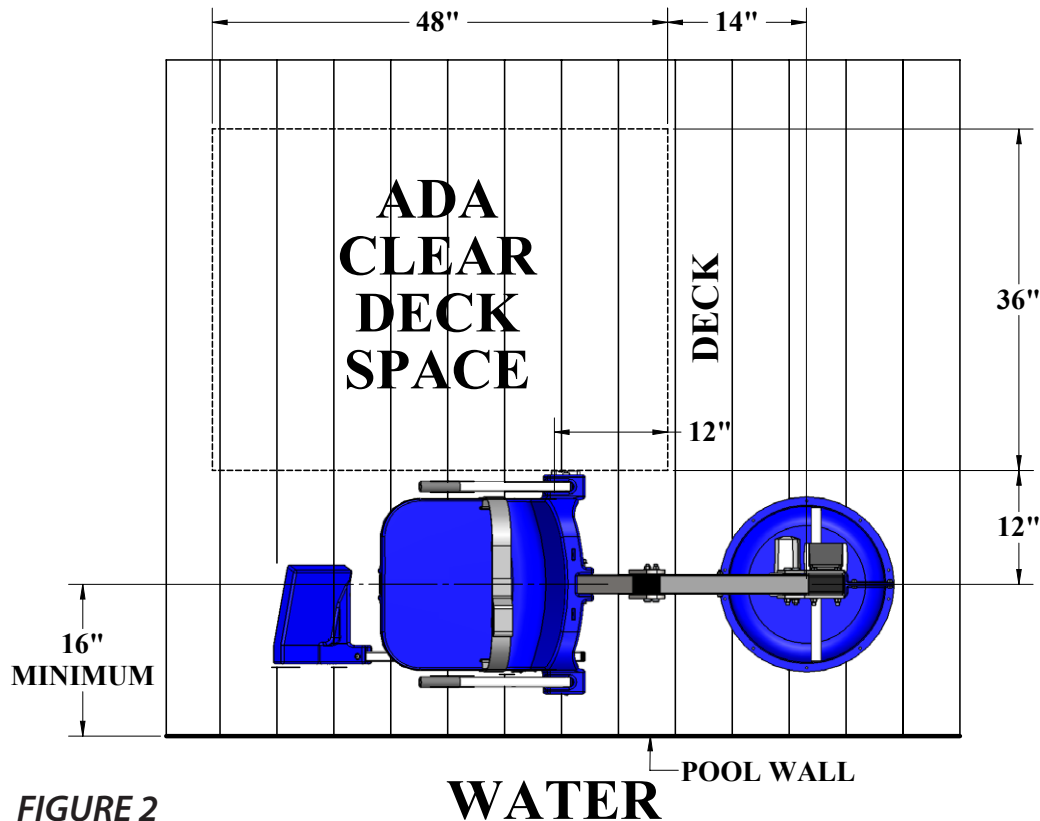 48"
14"
ADA
CLEAR
DECK
SPACE
DECK
36"
12"
12"
16"
MINIMUM
POOL WALL
WATER
FIGURE 2